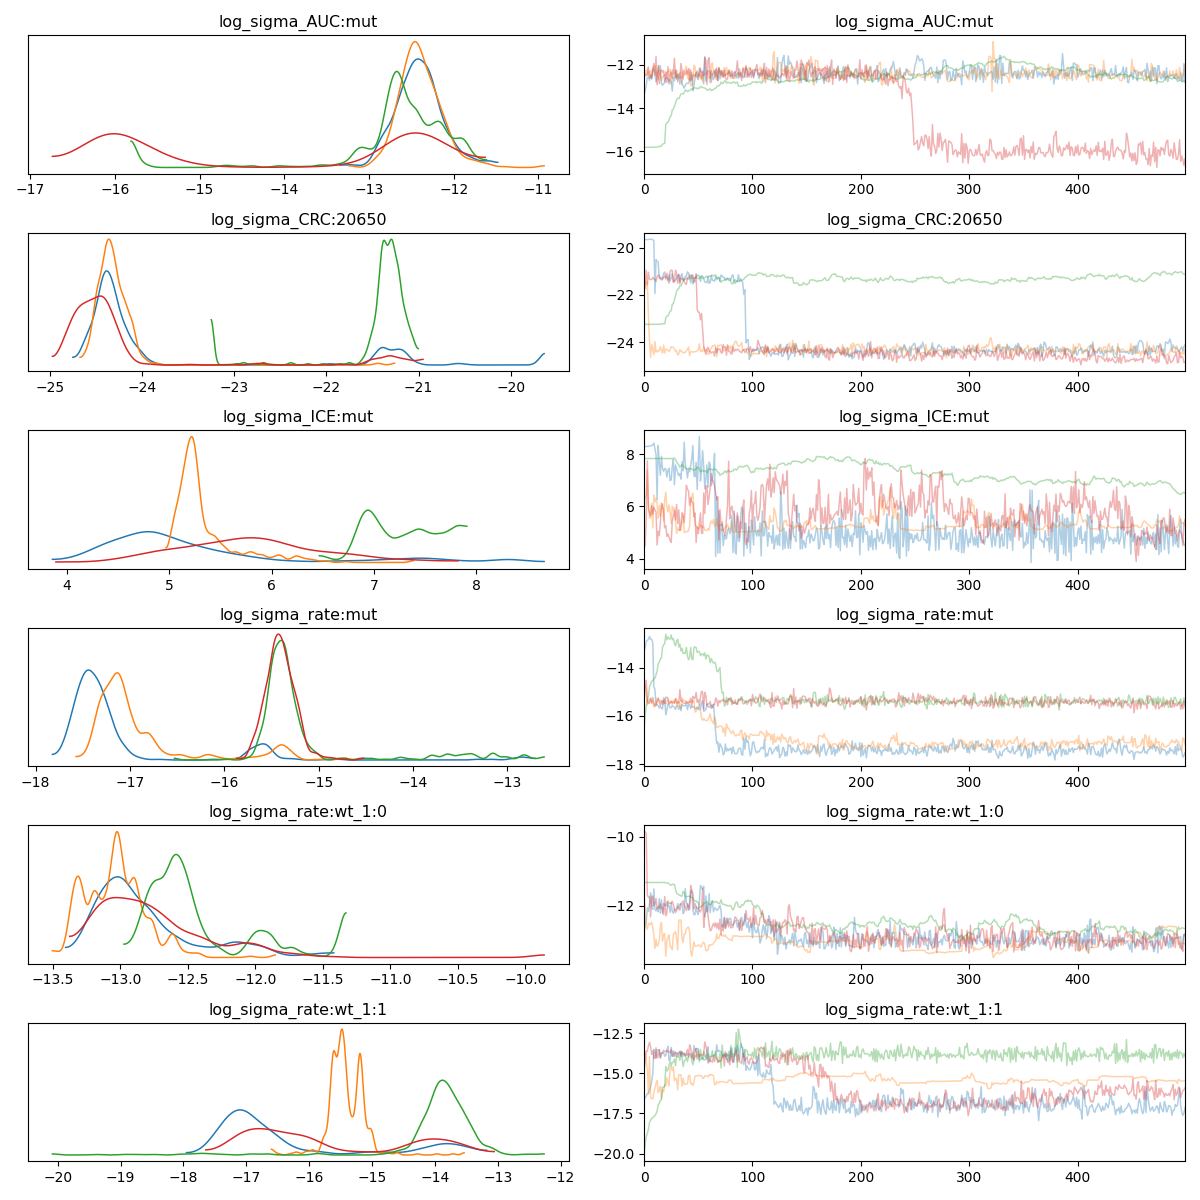 log_sigma_AUC:mut log_sigma_AUC:mut
−12
−14
−16
−17 −16 −15 −14 −13 −12 −11 0 100 200 300 400
log_sigma_CRC:20650 log_sigma_CRC:20650
−20
−22
−24
−25 −24 −23 −22 −21 −20 0 100 200 300 400
log_sigma_ICE:mut log_sigma_ICE:mut
8
6
4
4 5 6 7 8 0 100 200 300 400
log_sigma_rate:mut log_sigma_rate:mut
−14
−16
−18
−18 −17 −16 −15 −14 −13 0 100 200 300 400
log_sigma_rate:wt_1:0 log_sigma_rate:wt_1:0
−10
−12
−13.5 −13.0 −12.5 −12.0 −11.5 −11.0 −10.5 −10.0 0 100 200 300 400
log_sigma_rate:wt_1:1 log_sigma_rate:wt_1:1
−12.5
−15.0
−17.5
−20.0
−20 −19 −18 −17 −16 −15 −14 −13 −12 0 100 200 300 400